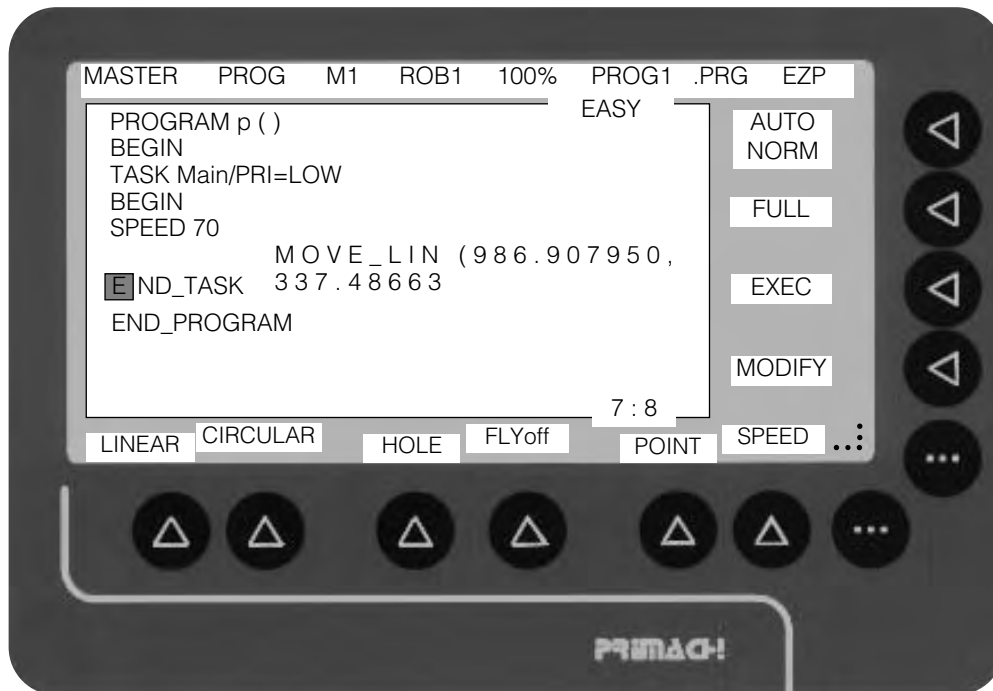 MASTER PROG M1 ROB1 100% PROG1 .PRG EZP
EASY
PROGRAM p ( )
BEGIN
TASK Main/PRI=LOW
BEGIN
SPEED 70
MOVE_LIN (986.907950,
END_TASK 337.48663
END_PROGRAM
7 : 8
AUTO
NORM
FULL
EXEC
MODIFY
LINEAR CIRCULAR HOLE FLYoff POINT SPEED
PRIMACH